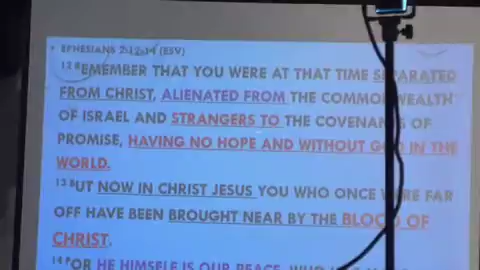 EPHESIANS 2:12-14 (ESV)
12 REMEMBER THAT YOU WERE AT THAT TIME SEPARATED
FROM CHRIST, ALIENATED FROM THE COMMONWEALTH
OF ISRAEL AND STRANGERS TO THE COVENANTS OF
PROMISE, HAVING NO HOPE AND WITHOUT GOD IN THE
WORLD.
13 BUT NOW IN CHRIST JESUS YOU WHO ONCE WERE FAR
OFF HAVE BEEN BROUGHT NEAR BY THE BLOOD OF
CHRIST.
14 FOR HE HIMSELF IS OUR PEACE, WHO